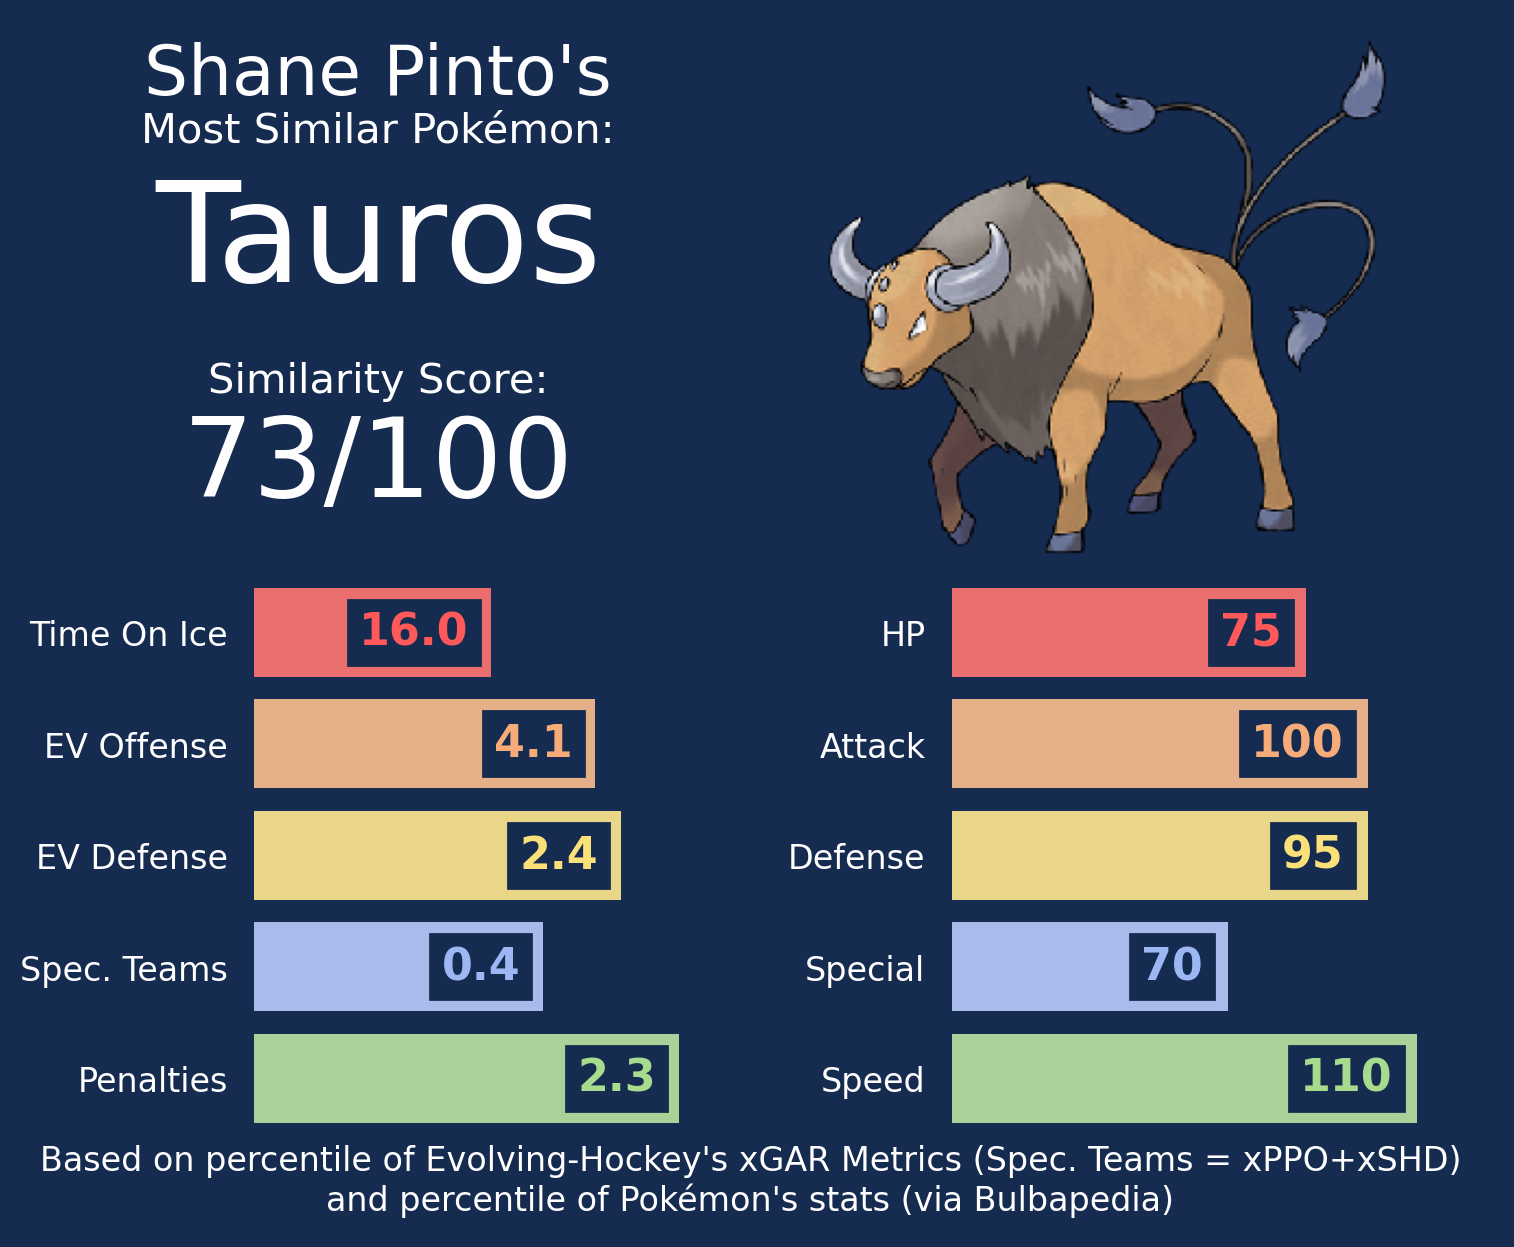 Shane Pinto's
Most Similar Pokémon:
Tauros
Similarity Score:
73/100
Time On Ice 16.0
EV Offense 4.1
EV Defense 2.4
Spec. Teams 0.4
Penalties 2.3
HP 75
Attack 100
Defense 95
Special 70
Speed 110
Based on percentile of Evolving-Hockey's xGAR Metrics (Spec. Teams = xPPO+xSHD)
and percentile of Pokémon's stats (via Bulbapedia)